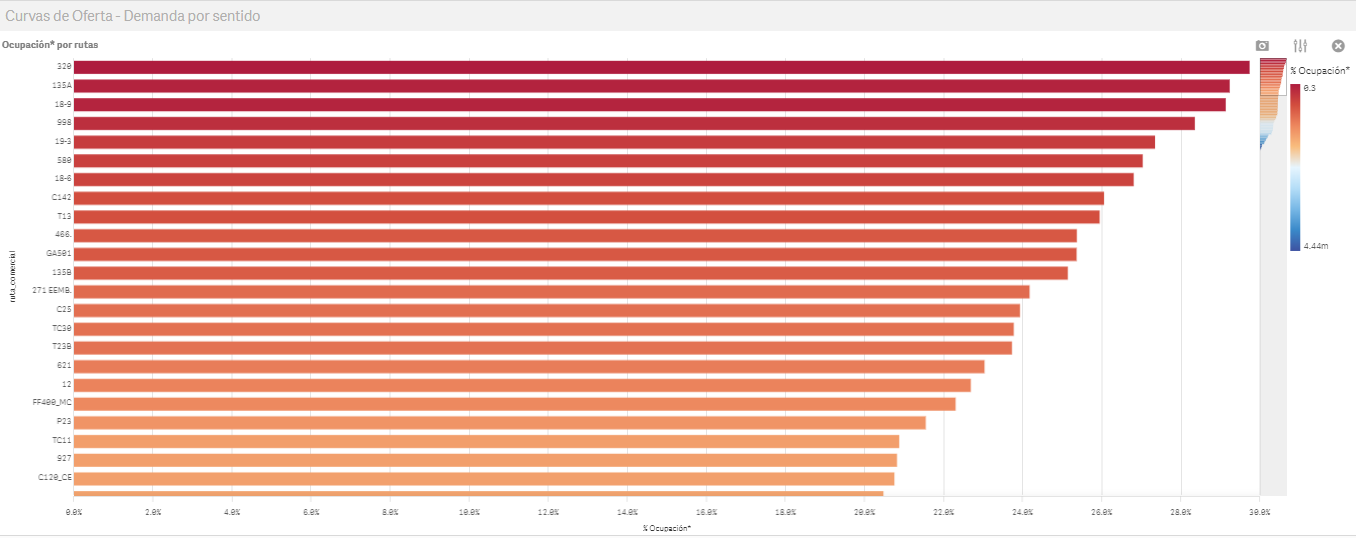 Curvas de Oferta - Demanda por sentido
Ocupación* por rutas
% Ocupación*
0.3
4.44m
ruta_comercial
320
135A
18-9
998
19-3
580
18-6
C142
T13
466.
GA501
135B
271 EEMB.
C25
TC30
T23B
621
12
FF400_MC
P23
TC11
927
C120_CE
0.0% 2.0% 4.0% 6.0% 8.0% 10.0% 12.0% 14.0% 16.0% 18.0% 20.0% 22.0% 24.0% 26.0% 28.0% 30.0%
% Ocupación*